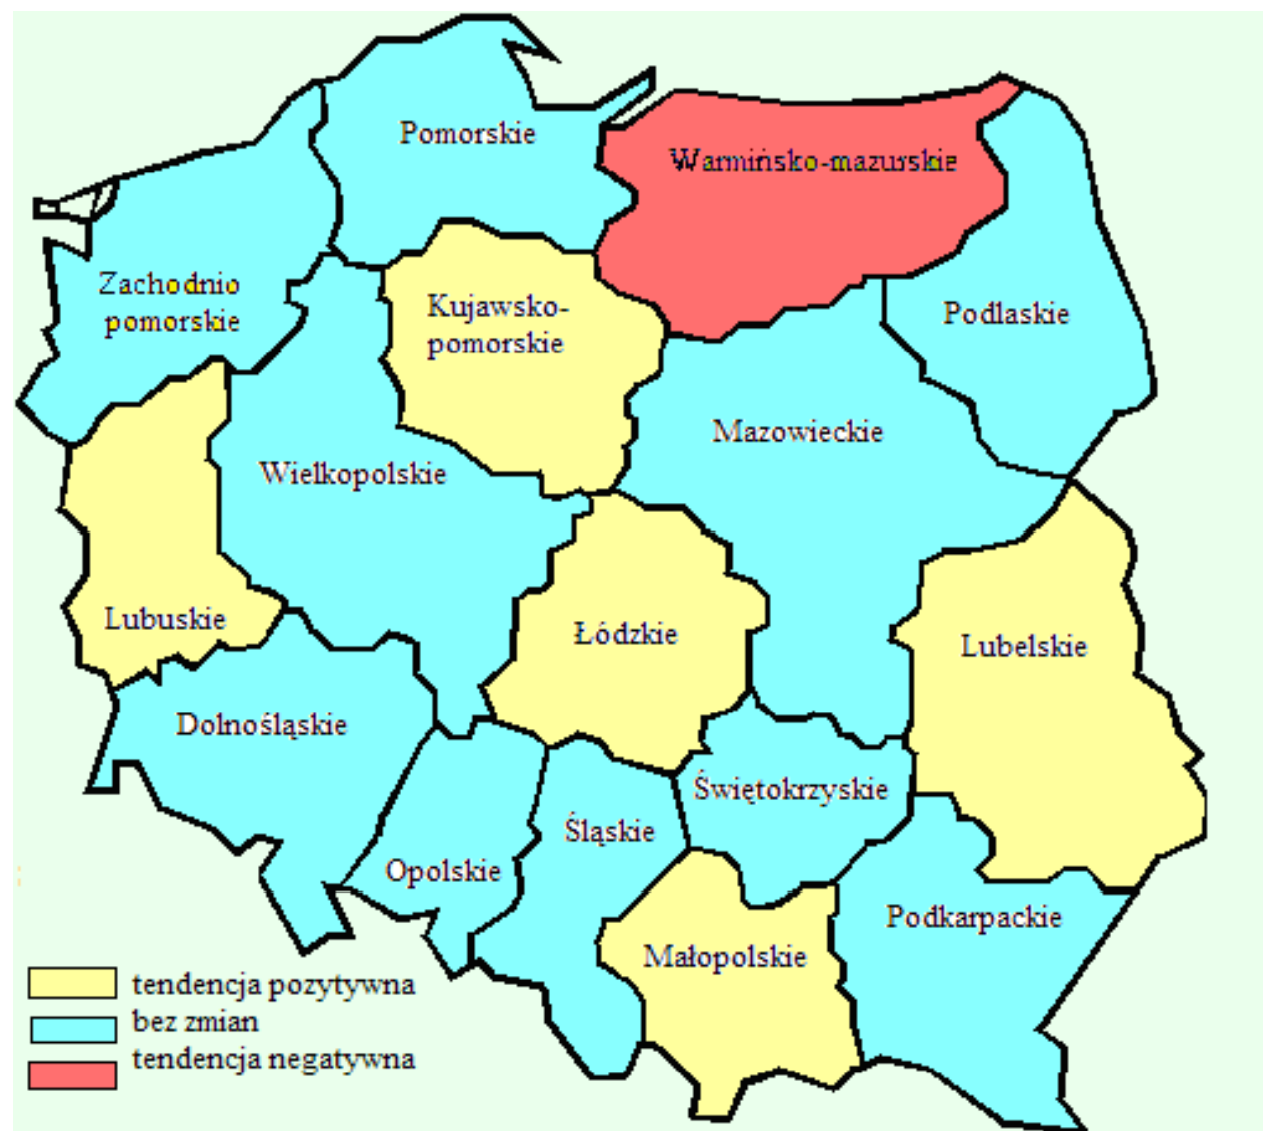 Pomorskie
Warmińsko-mazurskie
Zachodnio
pomorskie
Kujawsko-
pomorskie
Podlaskie
Mazowieckie
Wielkopolskie
Lubuskie
Łódzkie
Lubelskie
Dolnośląskie
Świętokrzyskie
Śląskie
Opolskie
Podkarpackie
Małopolskie
tendencja pozytywna
bez zmian
tendencja negatywna